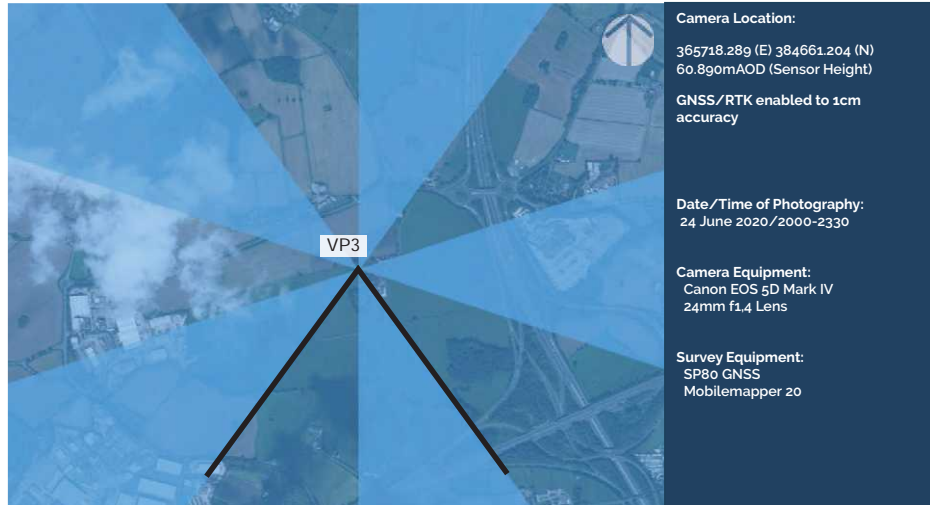 VP3
Camera Location:
365718.289 (E) 384661.204 (N)
60.890mAOD (Sensor Height)
GNSS/RTK enabled to 1cm
accuracy
Date/Time of Photography:
24 June 2020/2000-2330
Camera Equipment:
Canon EOS 5D Mark IV
24mm f1,4 Lens
Survey Equipment:
SP80 GNSS
Mobilemapper 20